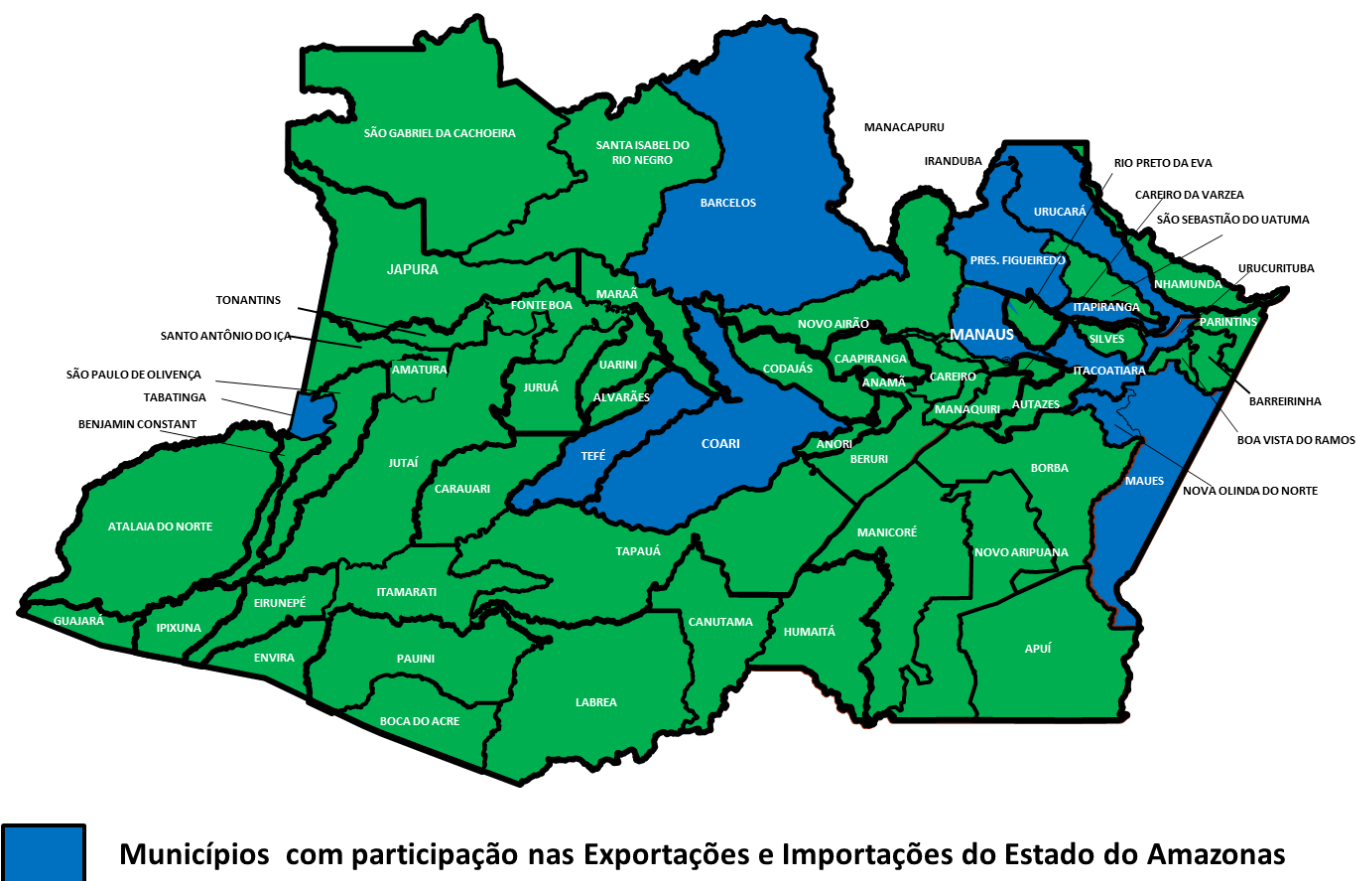 MANACAPURU
SÃO GABRIEL DA CACHOEIRA
SANTA ISABEL DO
RIO NEGRO
IRANDUBA
RIO PRETO DA EVA
CAREIRO DA VARZEA
BARCELOS
URUCARÁ
SÃO SEBASTIÃO DO UATUMA
PRES. FIGUEIREDO
JAPURA
URUCURITUBA
NHAMUNDA
TONANTINS
FONTE BOA
MARAÃ
ITAPIRANGA
NOVO AIRÃO
PARINTINS
SANTO ANTÔNIO DO IÇA
MANAUS
SILVES
CAAPIRANGA
UARINI
AMATURA
CODAJÁS
ITACOATIARA
SÃO PAULO DE OLIVENÇA
JURUÁ
ANAMÃ
CAREIRO
TABATINGA
ALVARÃES
BARREIRINHA
MANAQUIRI
AUTAZES
BENJAMIN CONSTANT
COARI
ANORI
BOA VISTA DO RAMOS
TEFÉ
BERURI
JUTAÍ
BORBA
MAUES
CARAUARI
NOVA OLINDA DO NORTE
ATALAIA DO NORTE
MANICORÉ
TAPAUÁ
NOVO ARIPUANA
ITAMARATI
EIRUNEPÉ
GUAJARÁ
IPIXUNA
CANUTAMA
HUMAITÁ
APUÍ
ENVIRA
PAUINI
LABREA
BOCA DO ACRE
Municípios com participação nas Exportações e Importações do Estado do Amazonas